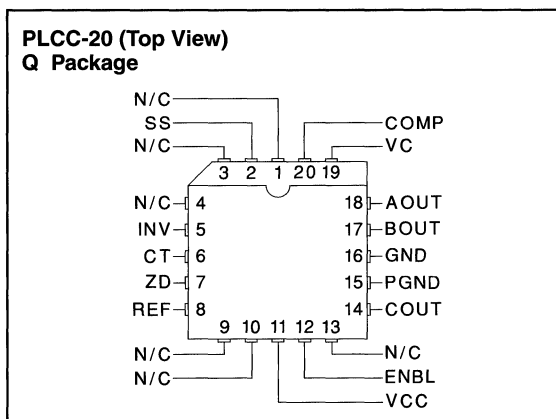 PLCC-20 (Top View)
Q Package
N/C
SS COMP
N/C VC
3 2 1 20 19
N/C 4 18 AOUT
INV 5 17 BOUT
CT 6 16 GND
ZD 7 15 PGND
REF 8 14 COUT
9 10 11 12 13
N/C N/C
N/C ENBL
VCC